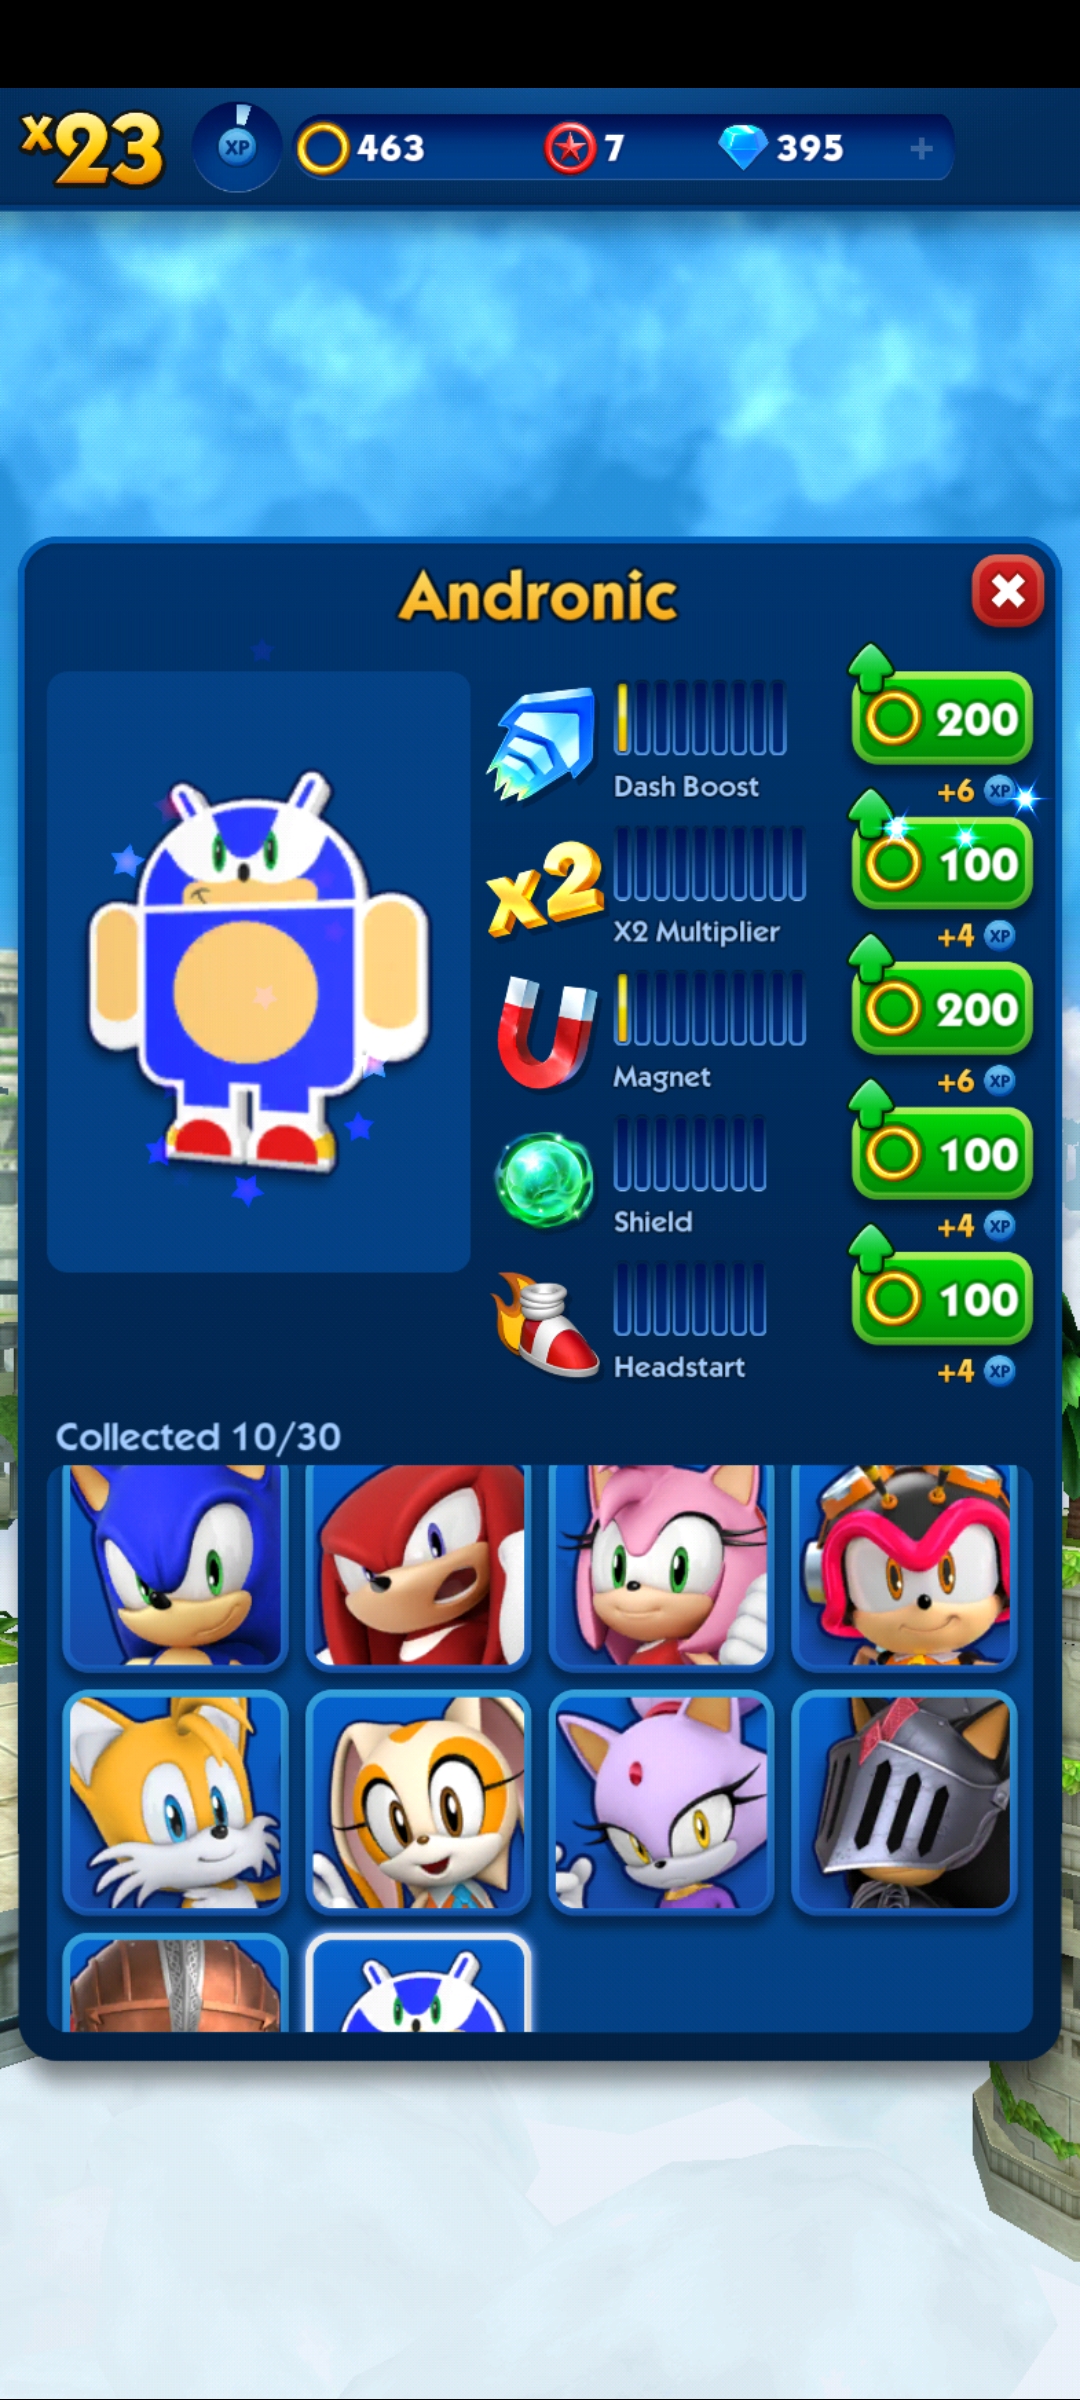 x23 XP 463 7 395 +
Andronic
200
Dash Boost
+6 XP
x2
100
X2 Multiplier
+4 XP
200
Magnet
+6 XP
100
Shield
+4 XP
100
Headstart
+4 XP
Collected 10/30